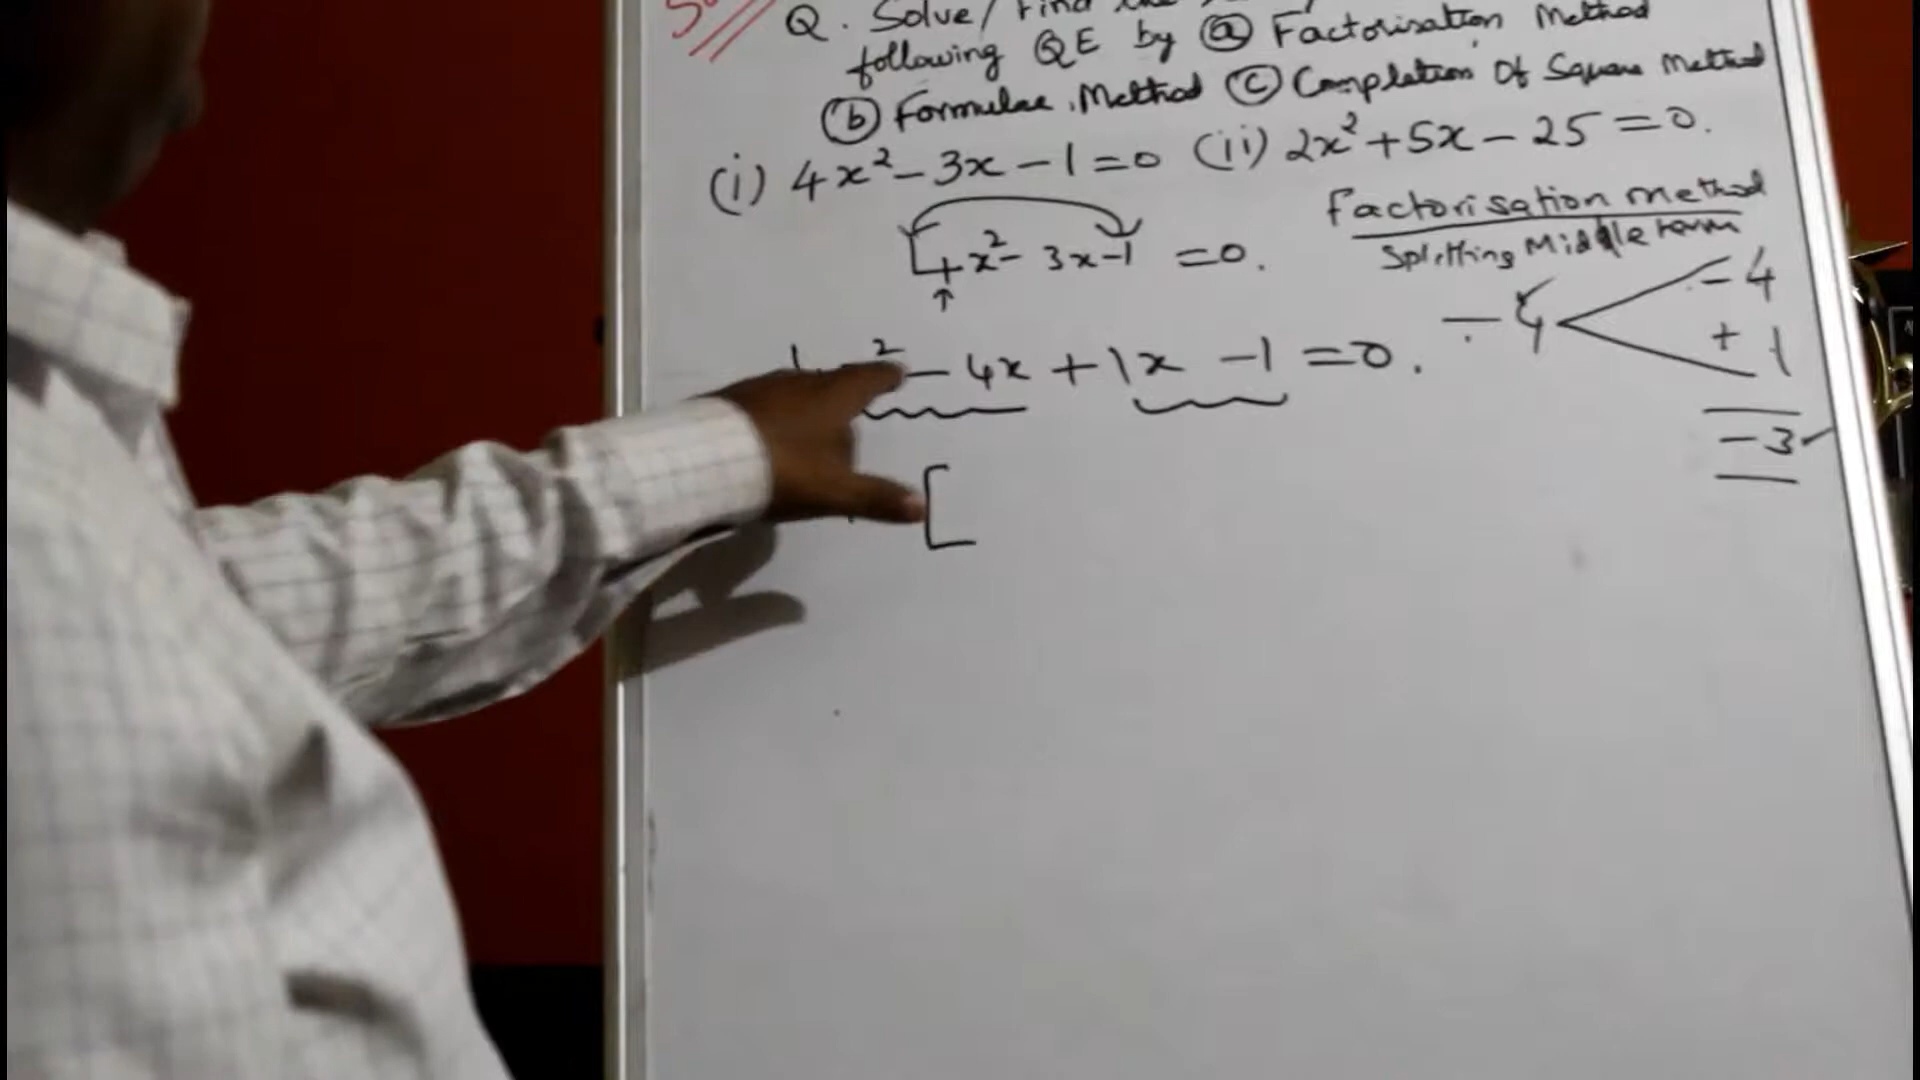 Q. Solve/ Find the
following QE by (a) Factorisation Method
(b) Formulae Method (c) Completion Of Square Method
(i) 4x² - 3x - 1 = 0 (ii) 2x² + 5x - 25 = 0.
Factorisation method
Splitting Middle term
4x² - 3x - 1 = 0.
- 4
- 4
+ 1
- 3
² - 4x + 1x - 1 = 0.
[